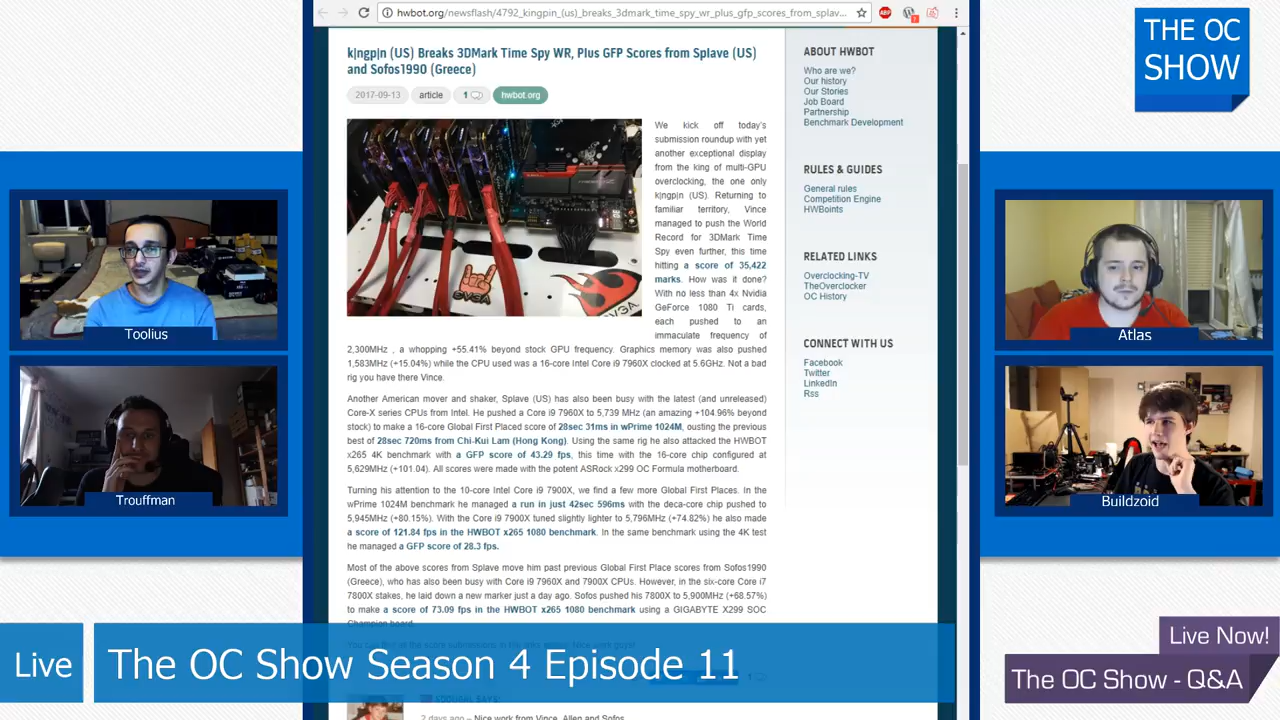 hwbot.org/newsflash/4792_kingpin_(us)_breaks_3dmark_time_spy_wr_plus_gfp_scores_from_splav...
ABP
k|ngp|n (US) Breaks 3DMark Time Spy WR, Plus GFP Scores from Splave (US)
and Sofos1990 (Greece)
2017-09-13
article
1
hwbot.org
We kick off today's
submission roundup with yet
another exceptional display
from the king of multi-GPU
overclocking, the one only
k|ngp|n (US). Returning to
familiar territory, Vince
managed to push the World
Record for 3DMark Time
Spy even further, this time
hitting a score of 35,422
marks. How was it done?
With no less than 4x Nvidia
GeForce 1080 Ti cards,
each pushed to an
immaculate frequency of
2,300MHz , a whopping +55.41% beyond stock GPU frequency. Graphics memory was also pushed
1,583MHz (+15.04%) while the CPU used was a 16-core Intel Core i9 7960X clocked at 5.6GHz. Not a bad
rig you have there Vince.
EVGA
Another American mover and shaker, Splave (US) has also been busy with the latest (and unreleased)
Core-X series CPUs from Intel. He pushed a Core i9 7960X to 5,739 MHz (an amazing +104.96% beyond
stock) to make a 16-core Global First Placed score of 28sec 31ms in wPrime 1024M, ousting the previous
best of 28sec 720ms from Chi-Kui Lam (Hong Kong). Using the same rig he also attacked the HWBOT
x265 4K benchmark with a GFP score of 43.29 fps, this time with the 16-core chip configured at
5,629MHz (+101.04). All scores were made with the potent ASRock x299 OC Formula motherboard.
Turning his attention to the 10-core Intel Core i9 7900X, we find a few more Global First Places. In the
wPrime 1024M benchmark he managed a run in just 42sec 596ms with the deca-core chip pushed to
5,945MHz (+80.15%). With the Core i9 7900X tuned slightly lighter to 5,796MHz (+74.82%) he also made
a score of 121.84 fps in the HWBOT x265 1080 benchmark. In the same benchmark using the 4K test
he managed a GFP score of 28.3 fps.
Most of the above scores from Splave move him past previous Global First Place scores from Sofos1990
(Greece), who has also been busy with Core i9 7960X and 7900X CPUs. However, in the six-core Core i7
7800X stakes, he laid down a new marker just a day ago. Sofos pushed his 7800X to 5,900MHz (+68.57%)
to make a score of 73.09 fps in the HWBOT x265 1080 benchmark using a GIGABYTE X299 SOC
Champion board.
1
2 days ago – Nice work from Vince, Allen and Sofos
ABOUT HWBOT
Who are we?
Our history
Our Stories
Job Board
Partnership
Benchmark Development
RULES & GUIDES
General rules
Competition Engine
HWBoints
RELATED LINKS
Overclocking-TV
TheOverclocker
OC History
CONNECT WITH US
Facebook
Twitter
LinkedIn
Rss
THE OC
SHOW
Toolius
Trouffman
Atlas
Buildzoid
Live
The OC Show Season 4 Episode 11
Live Now!
The OC Show - Q&A